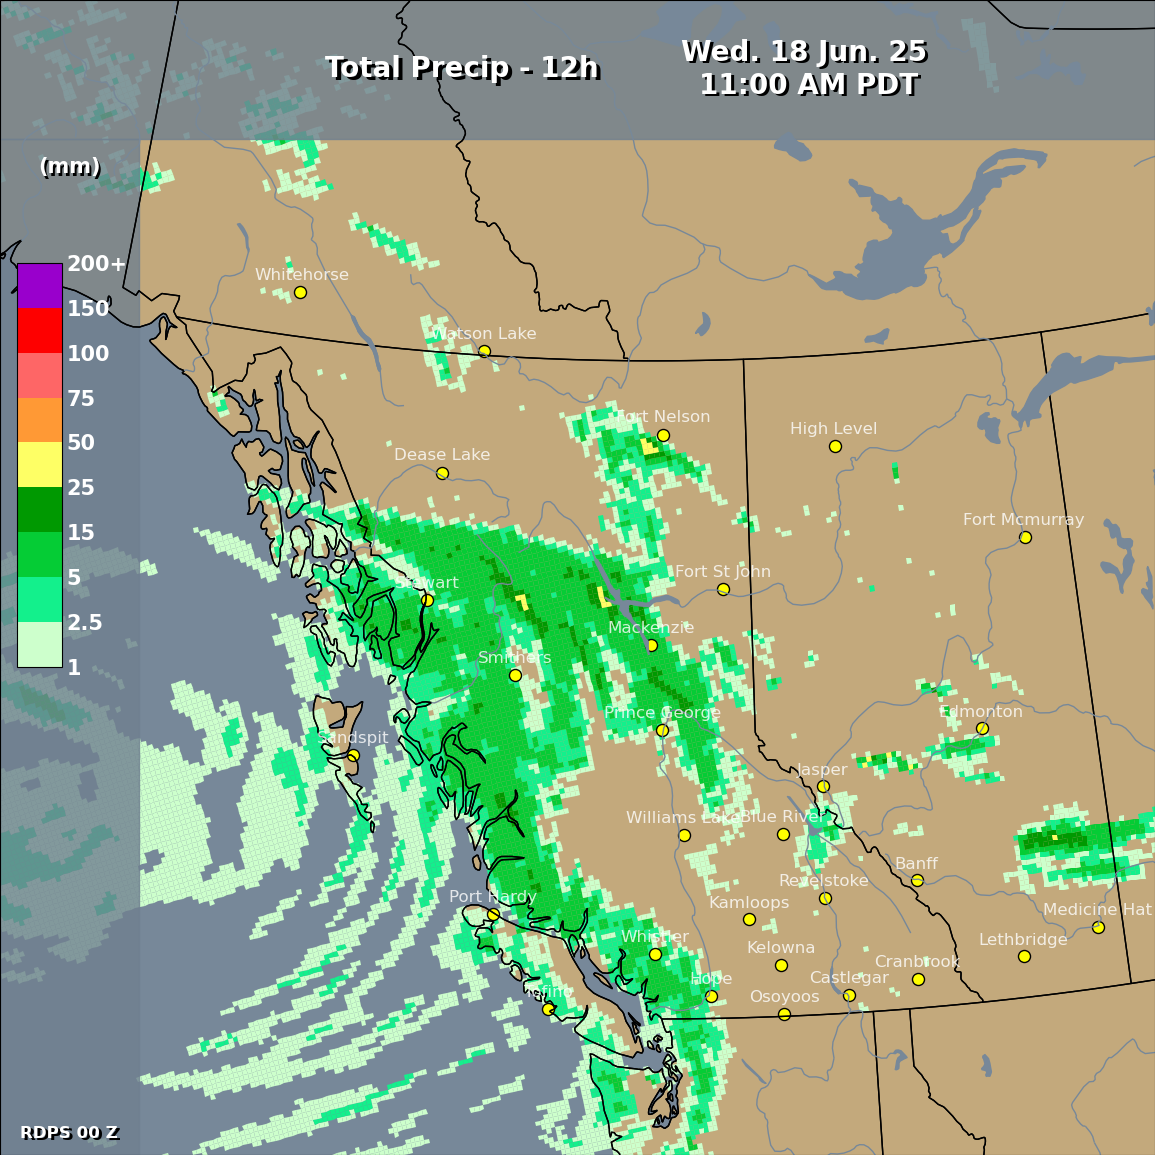 Total Precip - 12h
Wed. 18 Jun. 25
11:00 AM PDT
(mm)
200+
150
100
75
50
25
15
5
2.5
1
Whitehorse
Watson Lake
Fort Nelson
High Level
Dease Lake
Fort Mcmurray
Stewart
Fort St John
Mackenzie
Smithers
Prince George
Edmonton
Sandspit
Jasper
Williams Lake
Blue River
Banff
Revelstoke
Port Hardy
Kamloops
Medicine Hat
Whistler
Kelowna
Lethbridge
Hope
Castlegar
Cranbrook
Tofino
Osoyoos
RDPS 00 Z